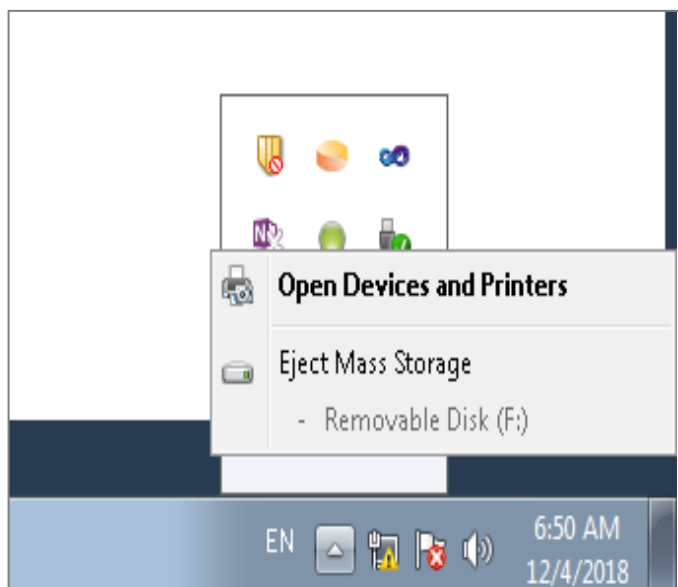 N
Open Devices and Printers
Eject Mass Storage
- Removable Disk (F:)
EN
6:50 AM
12/4/2018